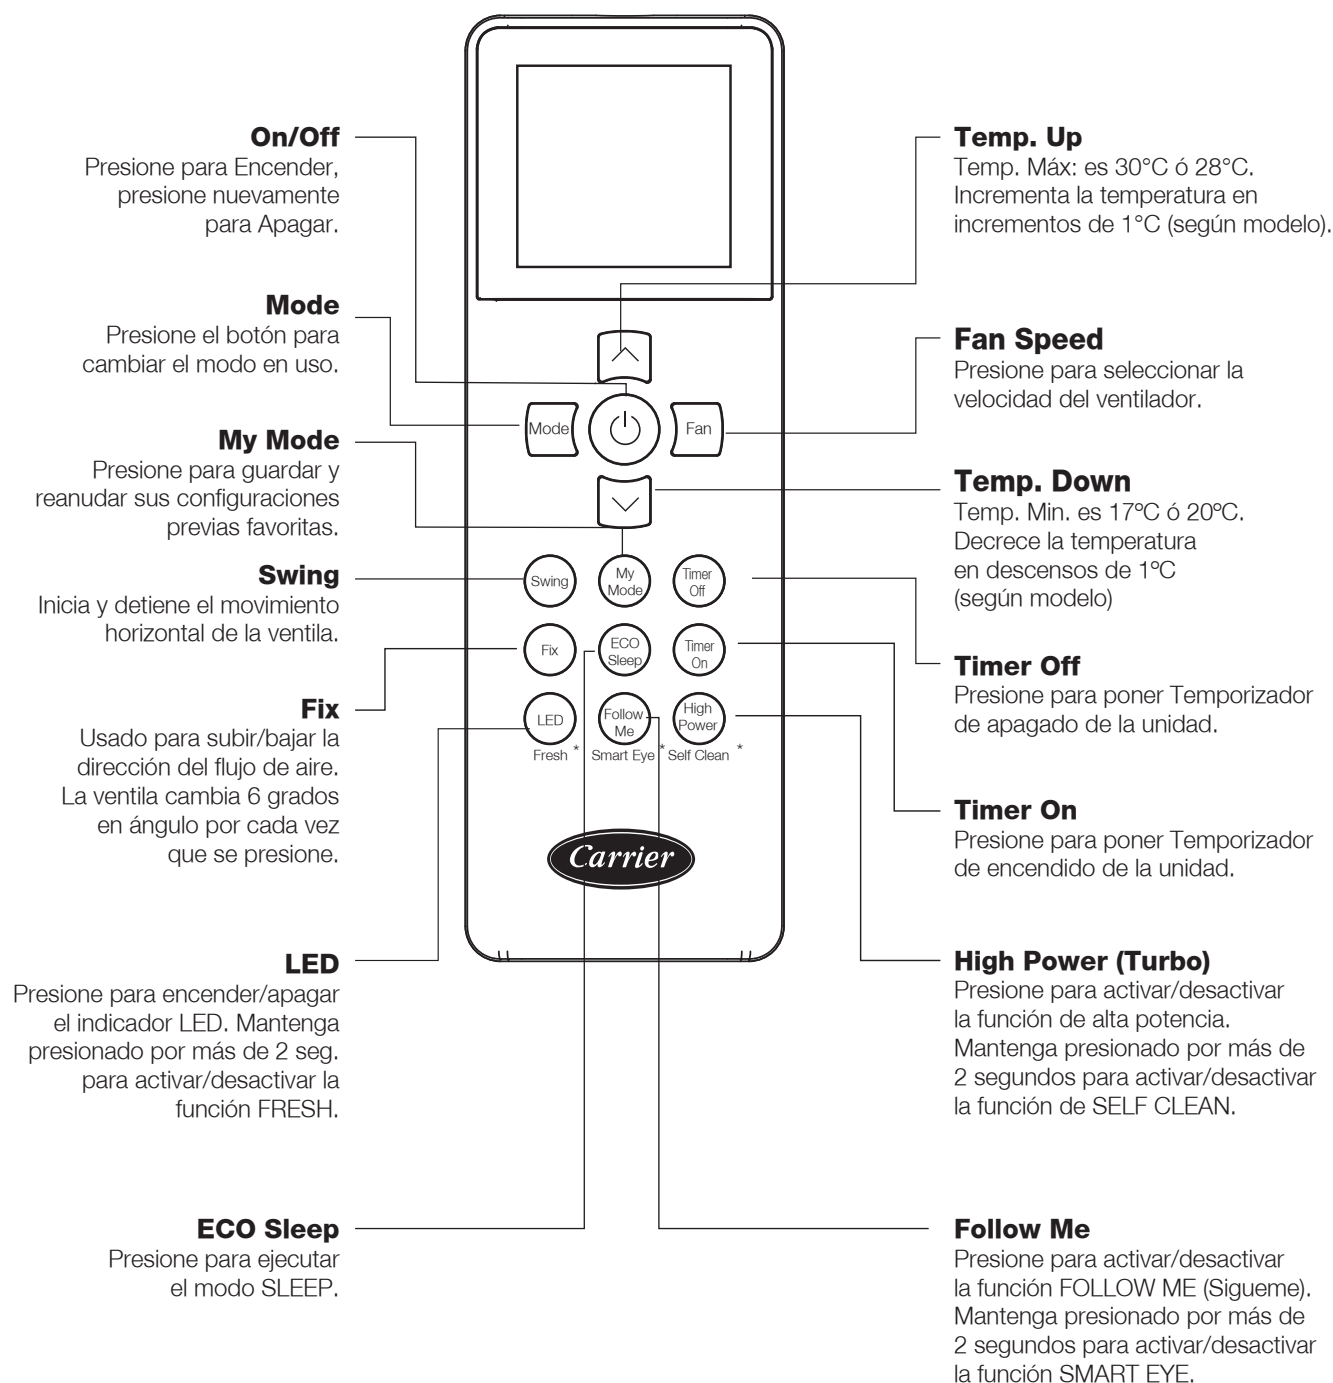 On/Off
Presione para Encender,
presione nuevamente
para Apagar.
Mode
Presione el botón para
cambiar el modo en uso.
My Mode
Presione para guardar y
reanudar sus configuraciones
previas favoritas.
Swing
Inicia y detiene el movimiento
horizontal de la ventila.
Fix
Usado para subir/bajar la
dirección del flujo de aire.
La ventila cambia 6 grados
en ángulo por cada vez
que se presione.
LED
Presione para encender/apagar
el indicador LED. Mantenga
presionado por más de 2 seg.
para activar/desactivar la
función FRESH.
ECO Sleep
Presione para ejecutar
el modo SLEEP.
Mode
Fan
Swing
My
Mode
Timer
Off
Fix
ECO
Sleep
Timer
On
LED
Follow
Me
High
Power
Fresh * Smart Eye * Self Clean *
Carrier
Temp. Up
Temp. Máx: es 30°C ó 28°C.
Incrementa la temperatura en
incrementos de 1°C (según modelo).
Fan Speed
Presione para seleccionar la
velocidad del ventilador.
Temp. Down
Temp. Min. es 17ºC ó 20ºC.
Decrece la temperatura
en descensos de 1ºC
(según modelo)
Timer Off
Presione para poner Temporizador
de apagado de la unidad.
Timer On
Presione para poner Temporizador
de encendido de la unidad.
High Power (Turbo)
Presione para activar/desactivar
la función de alta potencia.
Mantenga presionado por más de
2 segundos para activar/desactivar
la función de SELF CLEAN.
Follow Me
Presione para activar/desactivar
la función FOLLOW ME (Sigueme).
Mantenga presionado por más de
2 segundos para activar/desactivar
la función SMART EYE.